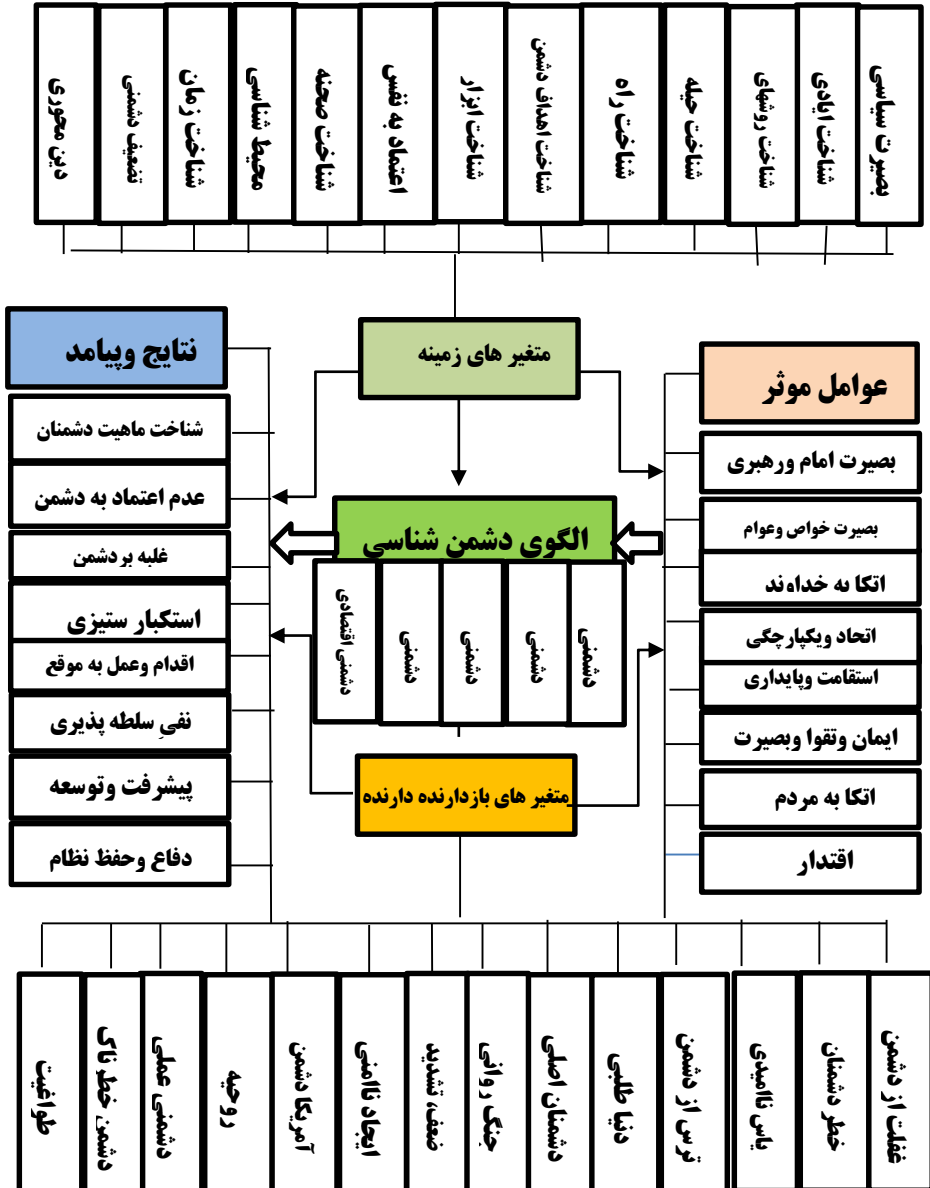 بصیرت سیاسی
شناخت ایادی
شناخت روشهای
شناخت حیله
شناخت راه
شناخت اهداف دشمن
شناخت ابزار
اعتماد به نفس
شناخت صحنه
محیط شناسی
شناخت زمان
تضعیف دشمنی
دین محوری
متغیر های زمینه
عوامل موثر
بصیرت امام ورهبری
بصیرت خواص وعوام
اتکا به خداوند
اتحاد ویکپارچگی
استقامت وپایداری
ایمان وتقوا وبصیرت
اتکا به مردم
اقتدار
الگوی دشمن شناسی
دشمنی
دشمنی
دشمنی
دشمنی
دشمنی اقتصادی
متغیر های بازدارنده دارنده
نتایج وپیامد
شناخت ماهیت دشمنان
عدم اعتماد به دشمن
غلبه بردشمن
استکبار ستیزی
اقدام وعمل به موقع
نفی سلطه پذیری
پیشرفت وتوسعه
دفاع وحفظ نظام
غفلت از دشمن
خطر دشمنان
یاس ناامیدی
ترس از دشمن
دنیا طلبی
دشمنان اصلی
جنگ روانی
ضعف، تشدید
ایجاد ناامنی
آمریکا دشمن
روحیه
دشمنی عملی
دشمن خطرناک
طواغیت